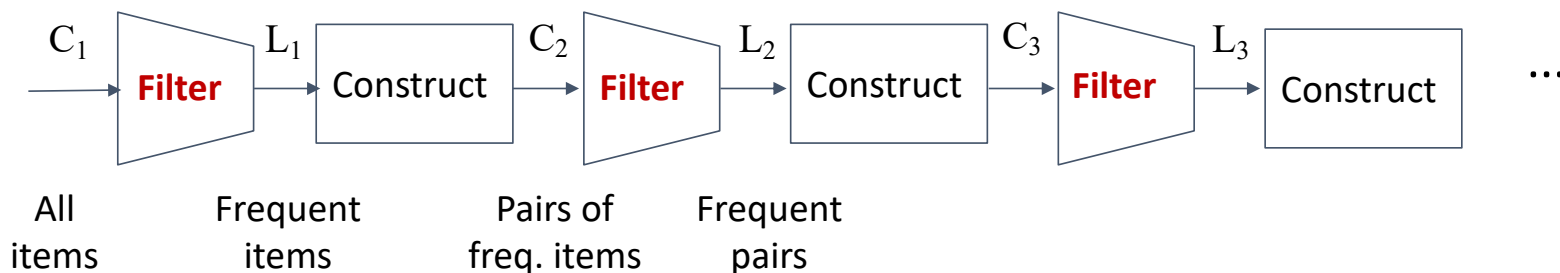 C₁ Filter L₁ Construct C₂ Filter L₂ Construct C₃ Filter L₃ Construct ...
All items
Frequent items
Pairs of freq. items
Frequent pairs